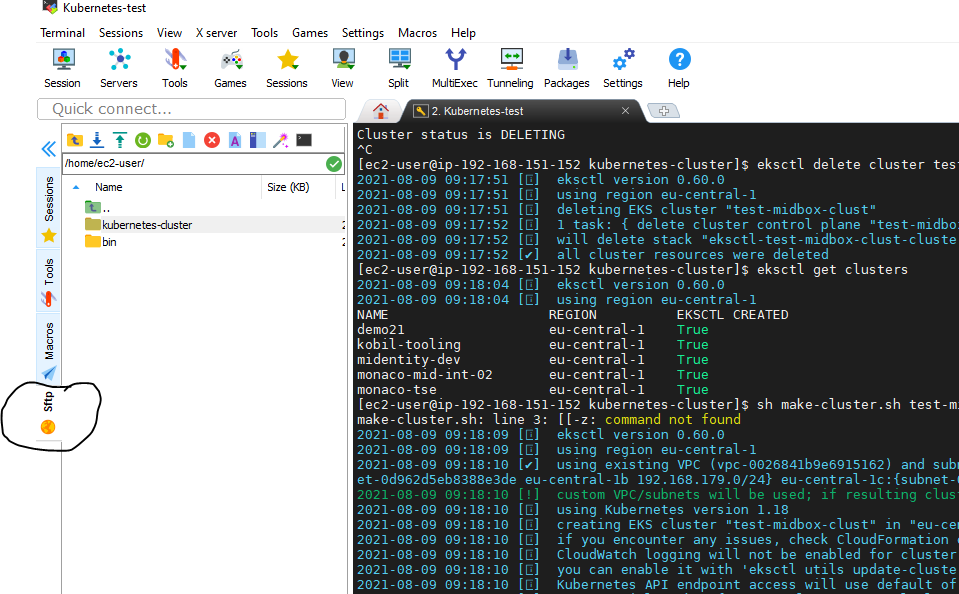 Kubernetes-test
Terminal Sessions View X server Tools Games Settings Macros Help
Session Servers Tools Games Sessions View Split MultiExec Tunneling Packages Settings Help
Quick connect...
2. Kubernetes-test
/home/ec2-user/
Name Size (KB)
..
kubernetes-cluster
bin
Sessions
Tools
Macros
Sftp
Cluster status is DELETING
^C
[ec2-user@ip-192-168-151-152 kubernetes-cluster]$ eksctl delete cluster tes
2021-08-09 09:17:51 [i] eksctl version 0.60.0
2021-08-09 09:17:51 [i] using region eu-central-1
2021-08-09 09:17:51 [i] deleting EKS cluster "test-midbox-clust"
2021-08-09 09:17:52 [i] 1 task: { delete cluster control plane "test-midbo
2021-08-09 09:17:52 [i] will delete stack "eksctl-test-midbox-clust-cluste
2021-08-09 09:17:52 [✔] all cluster resources were deleted
[ec2-user@ip-192-168-151-152 kubernetes-cluster]$ eksctl get clusters
2021-08-09 09:18:04 [i] eksctl version 0.60.0
2021-08-09 09:18:04 [i] using region eu-central-1
NAME REGION EKSCTL CREATED
demo21 eu-central-1 True
kobil-tooling eu-central-1 True
midentity-dev eu-central-1 True
monaco-mid-int-02 eu-central-1 True
monaco-tse eu-central-1 True
[ec2-user@ip-192-168-151-152 kubernetes-cluster]$ sh make-cluster.sh test-mi
make-cluster.sh: line 3: [[-z: command not found
2021-08-09 09:18:09 [i] eksctl version 0.60.0
2021-08-09 09:18:09 [i] using region eu-central-1
2021-08-09 09:18:10 [✔] using existing VPC (vpc-0026841b9e6915162) and sub
et-0d962d5eb8388e3de eu-central-1b 192.168.179.0/24} eu-central-1c:{subnet-
2021-08-09 09:18:10 [!] custom VPC/subnets will be used; if resulting clus
2021-08-09 09:18:10 [i] using Kubernetes version 1.18
2021-08-09 09:18:10 [i] creating EKS cluster "test-midbox-clust" in "eu-ce
2021-08-09 09:18:10 [i] if you encounter any issues, check CloudFormation
2021-08-09 09:18:10 [i] CloudWatch logging will not be enabled for cluster
2021-08-09 09:18:10 [i] you can enable it with 'eksctl utils update-cluste
2021-08-09 09:18:10 [i] Kubernetes API endpoint access will use default of